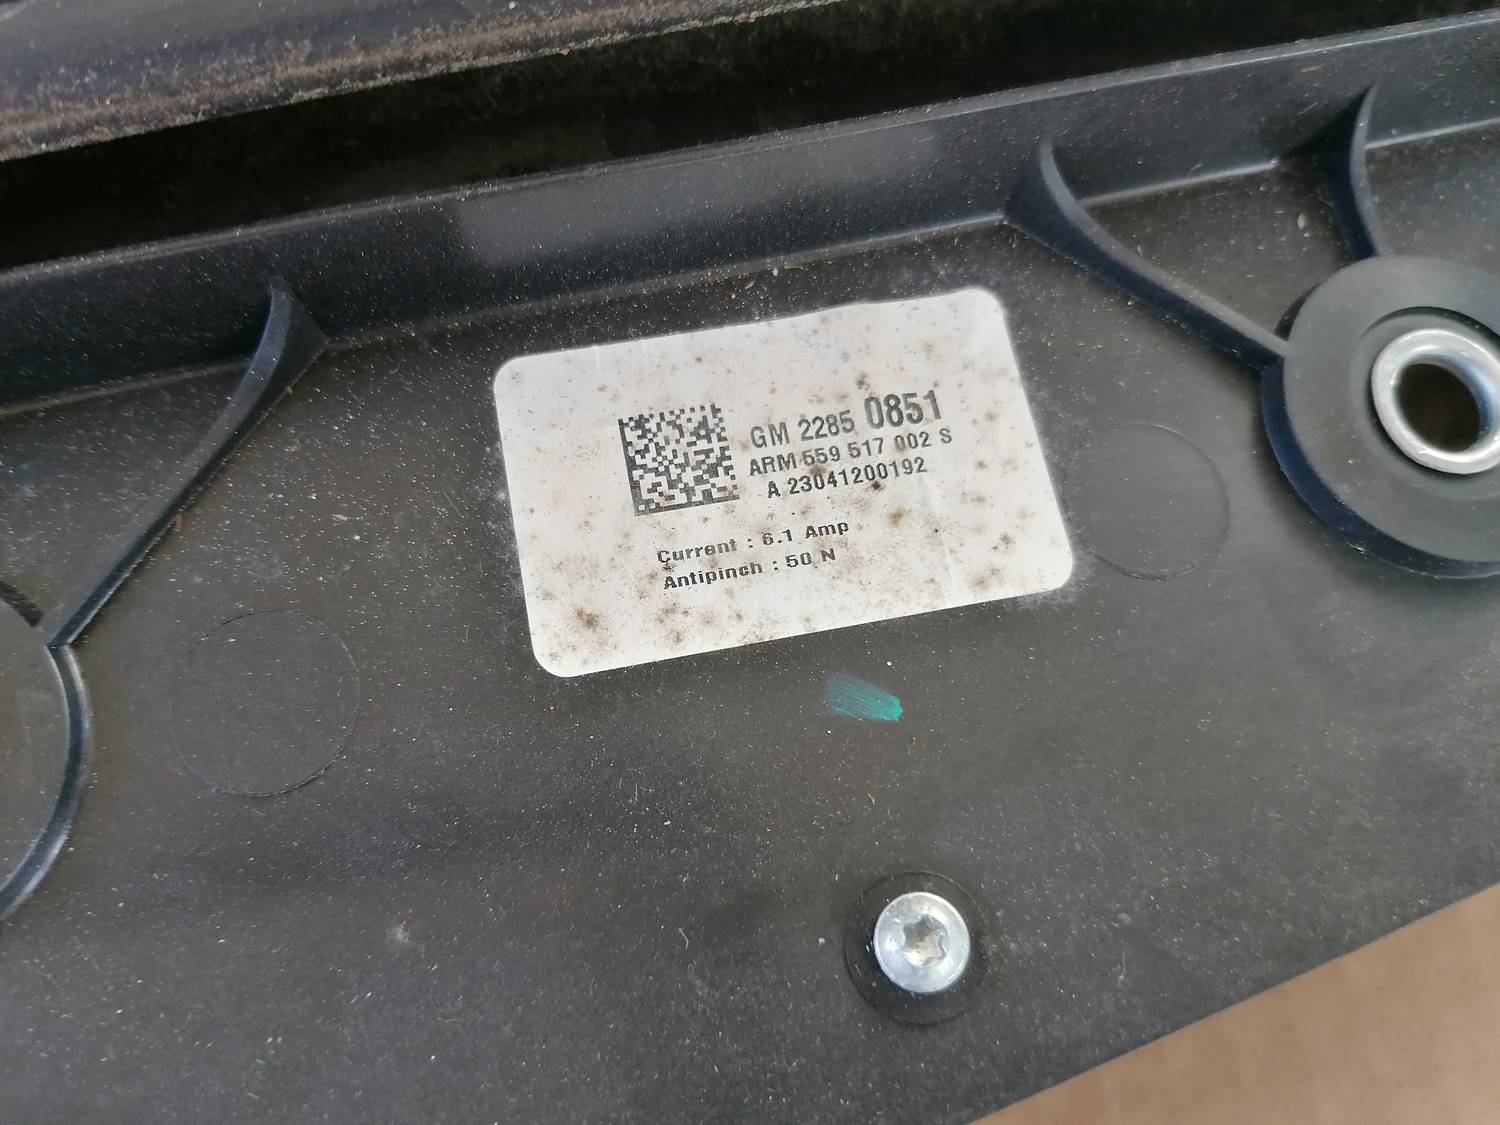 GM 2285 0851
ARM 559 517 002 S
A 23041200192
Current : 6.1 Amp
Antipinch : 50 N